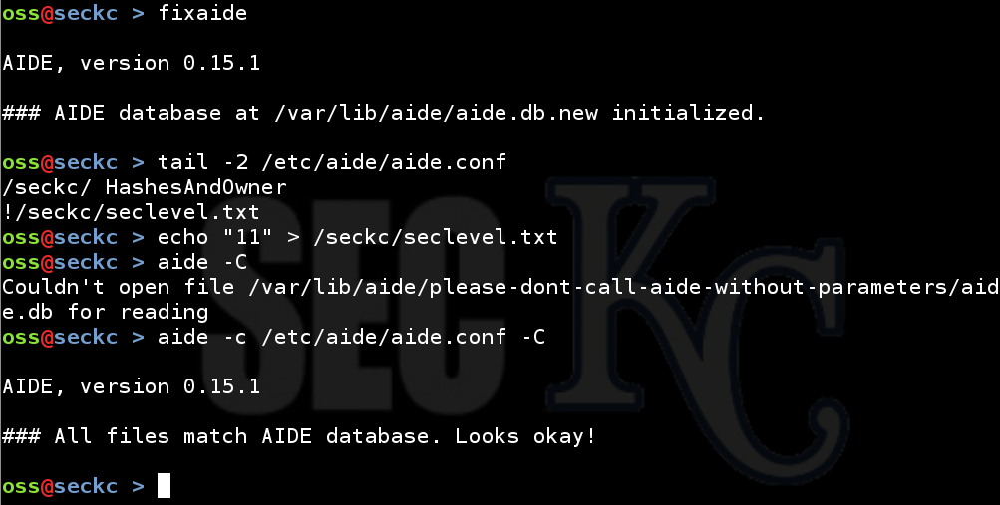 oss@seckc > fixaide
AIDE, version 0.15.1
### AIDE database at /var/lib/aide/aide.db.new initialized.
oss@seckc > tail -2 /etc/aide/aide.conf
/seckc/ HashesAndOwner
!/seckc/seclevel.txt
oss@seckc > echo "11" > /seckc/seclevel.txt
oss@seckc > aide -C
Couldn't open file /var/lib/aide/please-dont-call-aide-without-parameters/aid
e.db for reading
oss@seckc > aide -c /etc/aide/aide.conf -C
AIDE, version 0.15.1
### All files match AIDE database. Looks okay!
oss@seckc >
SEC KC